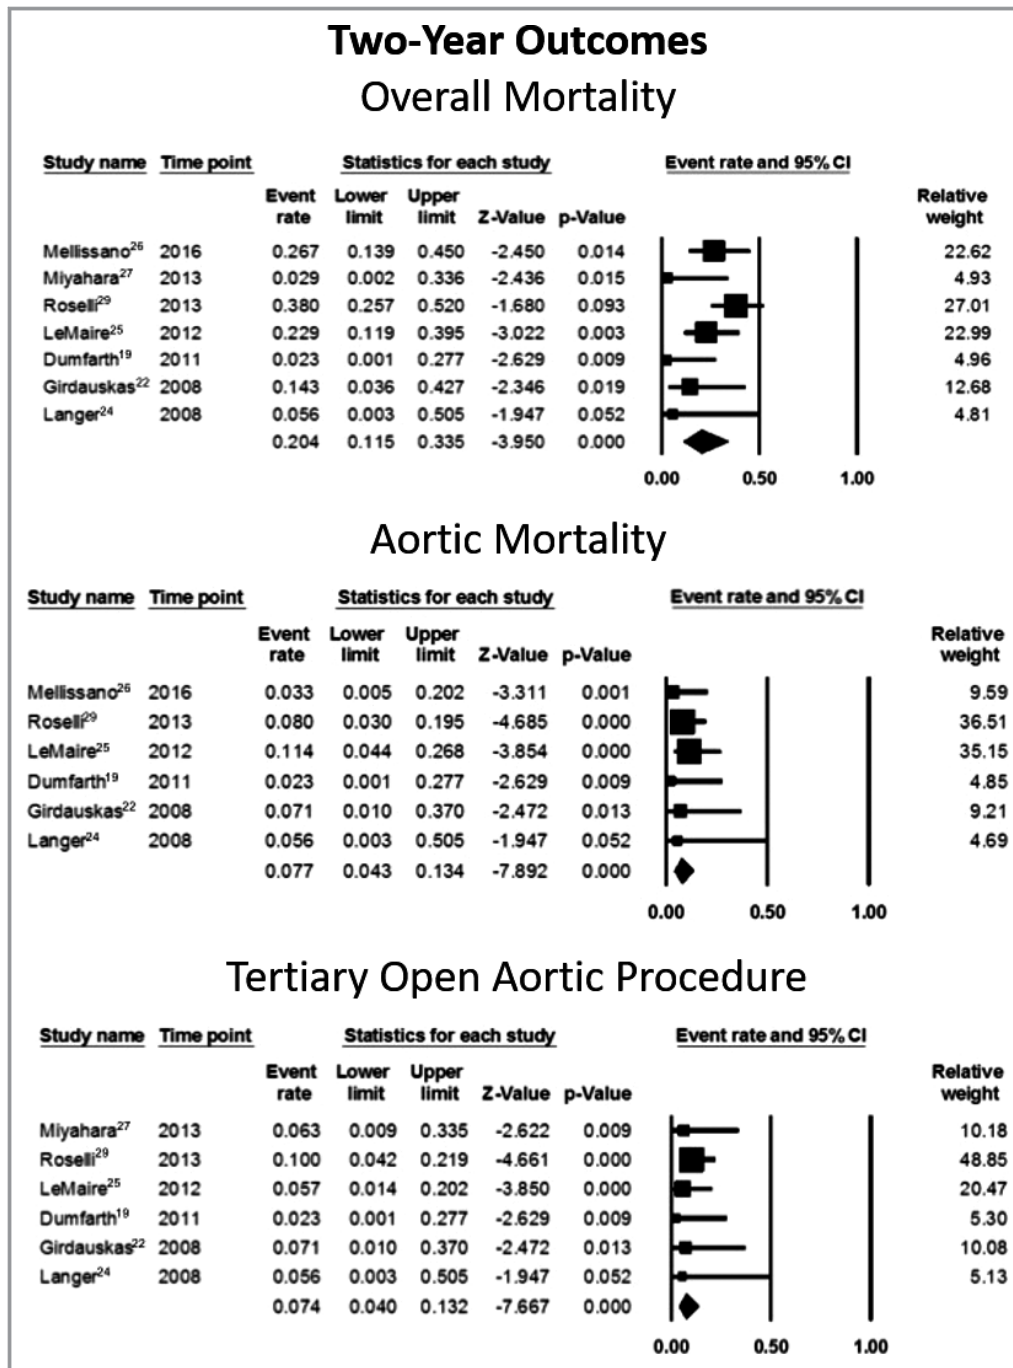 Two-Year Outcomes
Overall Mortality
Study name Time point Statistics for each study Event rate and 95% CI
Event Lower Upper Relative
rate limit limit Z-Value p-Value weight
Mellissano26 2016 0.267 0.139 0.450 -2.450 0.014 22.62
Miyahara27 2013 0.029 0.002 0.336 -2.436 0.015 4.93
Roselli29 2013 0.380 0.257 0.520 -1.680 0.093 27.01
LeMaire25 2012 0.229 0.119 0.395 -3.022 0.003 22.99
Dumfarth19 2011 0.023 0.001 0.277 -2.629 0.009 4.96
Girdauskas22 2008 0.143 0.036 0.427 -2.346 0.019 12.68
Langer24 2008 0.056 0.003 0.505 -1.947 0.052 4.81
0.204 0.115 0.335 -3.950 0.000
0.00 0.50 1.00
Aortic Mortality
Study name Time point Statistics for each study Event rate and 95% CI
Event Lower Upper Relative
rate limit limit Z-Value p-Value weight
Mellissano26 2016 0.033 0.005 0.202 -3.311 0.001 9.59
Roselli29 2013 0.080 0.030 0.195 -4.685 0.000 36.51
LeMaire25 2012 0.114 0.044 0.268 -3.854 0.000 35.15
Dumfarth19 2011 0.023 0.001 0.277 -2.629 0.009 4.85
Girdauskas22 2008 0.071 0.010 0.370 -2.472 0.013 9.21
Langer24 2008 0.056 0.003 0.505 -1.947 0.052 4.69
0.077 0.043 0.134 -7.892 0.000
0.00 0.50 1.00
Tertiary Open Aortic Procedure
Study name Time point Statistics for each study Event rate and 95% CI
Event Lower Upper Relative
rate limit limit Z-Value p-Value weight
Miyahara27 2013 0.063 0.009 0.335 -2.622 0.009 10.18
Roselli29 2013 0.100 0.042 0.219 -4.661 0.000 48.85
LeMaire25 2012 0.057 0.014 0.202 -3.850 0.000 20.47
Dumfarth19 2011 0.023 0.001 0.277 -2.629 0.009 5.30
Girdauskas22 2008 0.071 0.010 0.370 -2.472 0.013 10.08
Langer24 2008 0.056 0.003 0.505 -1.947 0.052 5.13
0.074 0.040 0.132 -7.667 0.000
0.00 0.50 1.00